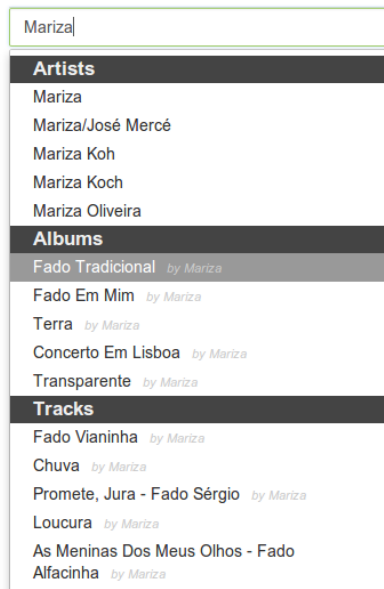 Mariza
Artists
Mariza
Mariza/José Mercé
Mariza Koh
Mariza Koch
Mariza Oliveira
Albums
Fado Tradicional by Mariza
Fado Em Mim by Mariza
Terra by Mariza
Concerto Em Lisboa by Mariza
Transparente by Mariza
Tracks
Fado Vianinha by Mariza
Chuva by Mariza
Promete, Jura - Fado Sérgio by Mariza
Loucura by Mariza
As Meninas Dos Meus Olhos - Fado
Alfacinha by Mariza